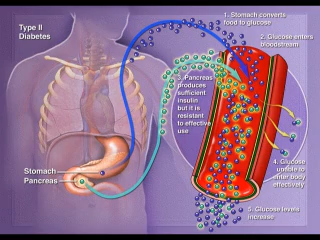 Type II
Diabetes
1. Stomach converts
food to glucose
2. Glucose enters
bloodstream
3. Pancreas
produces
sufficient
insulin
but it is
resistant
to effective
use
Stomach
Pancreas
4. Glucose
unable to
enter body
effectively
5. Glucose levels
increase